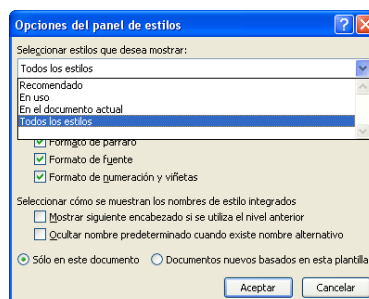 Opciones del panel de estilos
Seleccionar estilos que desea mostrar:
Todos los estilos
Recomendado
En uso
En el documento actual
Todos los estilos
Formato de párrafo
Formato de fuente
Formato de numeración y viñetas
Seleccionar cómo se muestran los nombres de estilo integrados
Mostrar siguiente encabezado si se utiliza el nivel anterior
Ocultar nombre predeterminado cuando existe nombre alternativo
Sólo en este documento Documentos nuevos basados en esta plantilla
Aceptar Cancelar